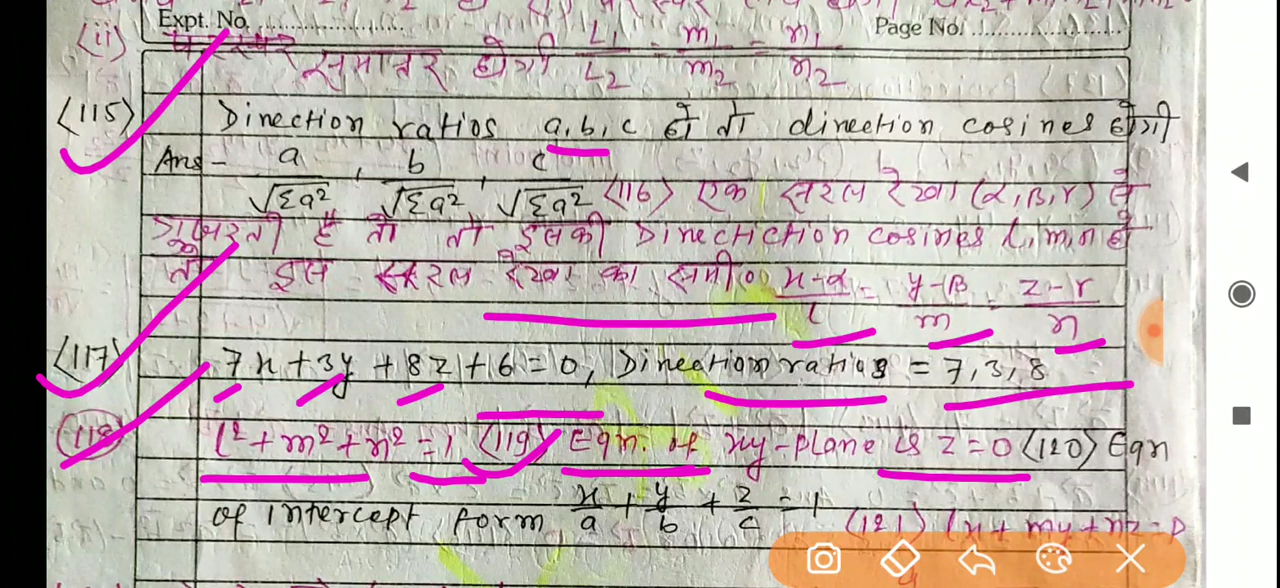 Expt. No.
Page No.
(ii) समान्तर होगी L₁/L₂ = m₁/m₂ = n₁/n₂
(115) Direction ratios a, b, c हो तो direction cosines होगी
Ans - a/√Σa², b/√Σa², c/√Σa² (116) एक सरल रेखा (α, β, γ) से
गुजरती है तो इसकी Direction cosines l, m, n है
तो इस सरल रेखा का समी० x-α/l = y-β/m = z-γ/n
(117) 7x + 3y + 8z + 6 = 0, Direction ratios = 7, 3, 8
(118) l² + m² + n² = 1 (119) Eqn. of xy-plane is z = 0 (120) Eqn
of intercept form x/a + y/b + z/c = 1 (121) lx + my + nz = p